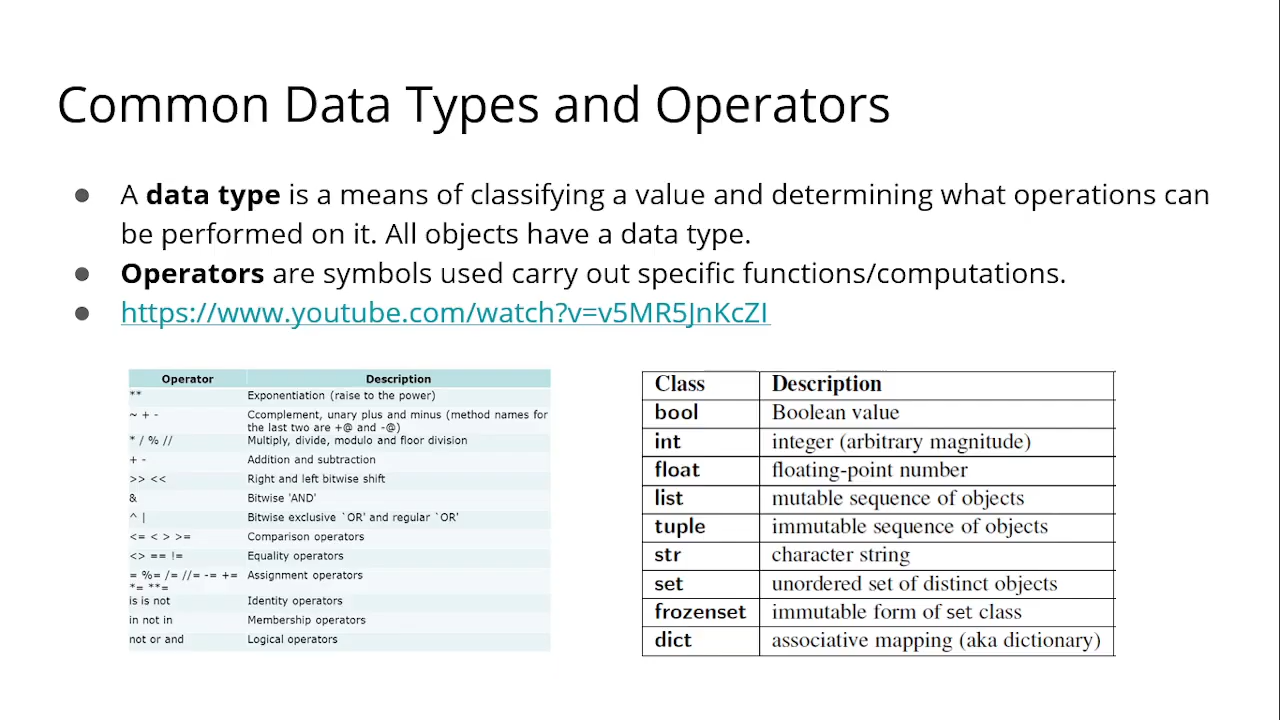 Common Data Types and Operators
● A data type is a means of classifying a value and determining what operations can
be performed on it. All objects have a data type.
● Operators are symbols used carry out specific functions/computations.
● https://www.youtube.com/watch?v=v5MR5JnKcZI
Operator Description
** Exponentiation (raise to the power)
~ + - Ccomplement, unary plus and minus (method names for
the last two are +@ and -@)
* / % // Multiply, divide, modulo and floor division
+ - Addition and subtraction
>> << Right and left bitwise shift
& Bitwise 'AND'
^ | Bitwise exclusive `OR' and regular `OR'
<= < > >= Comparison operators
<> == != Equality operators
= %= /= //= -= += Assignment operators
*= **=
is is not Identity operators
in not in Membership operators
not or and Logical operators
Class Description
bool Boolean value
int integer (arbitrary magnitude)
float floating-point number
list mutable sequence of objects
tuple immutable sequence of objects
str character string
set unordered set of distinct objects
frozenset immutable form of set class
dict associative mapping (aka dictionary)